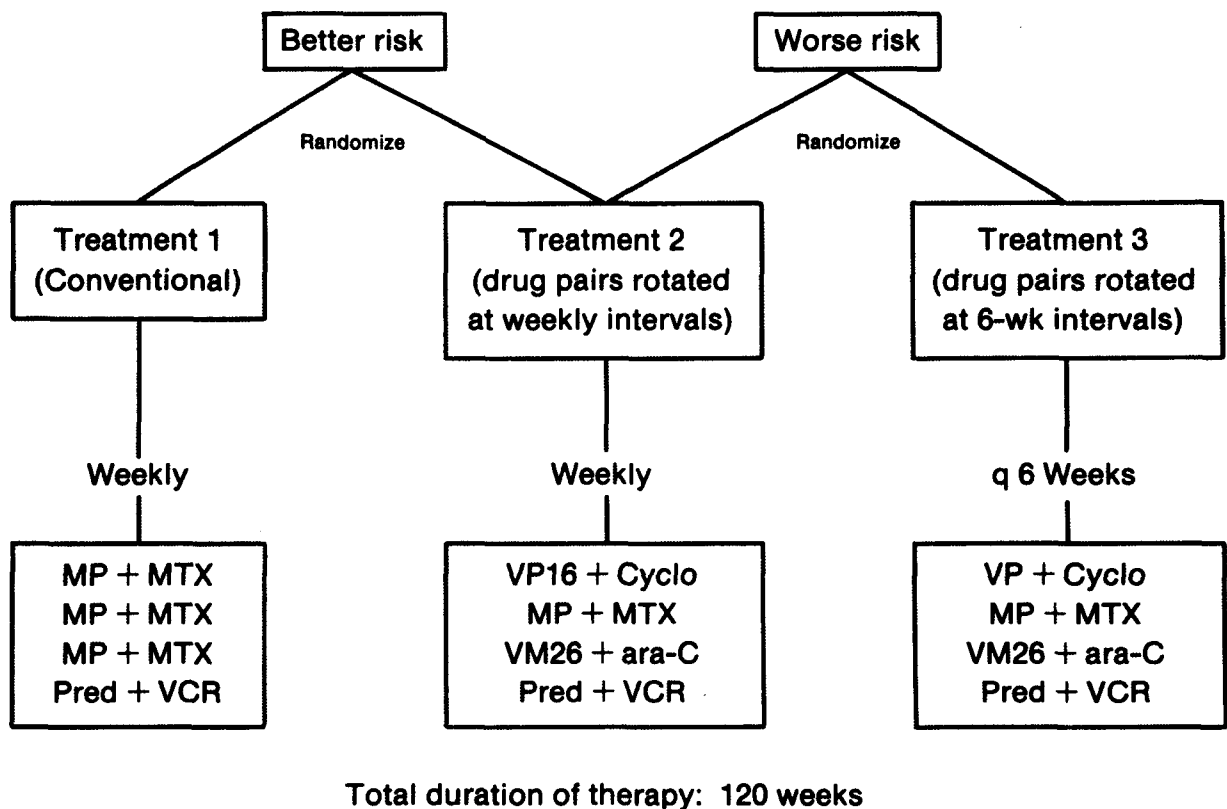 Better risk
Worse risk
Randomize
Randomize
Treatment 1
(Conventional)
Treatment 2
(drug pairs rotated
at weekly intervals)
Treatment 3
(drug pairs rotated
at 6-wk intervals)
Weekly
Weekly
q 6 Weeks
MP + MTX
MP + MTX
MP + MTX
Pred + VCR
VP16 + Cyclo
MP + MTX
VM26 + ara-C
Pred + VCR
VP + Cyclo
MP + MTX
VM26 + ara-C
Pred + VCR
Total duration of therapy: 120 weeks